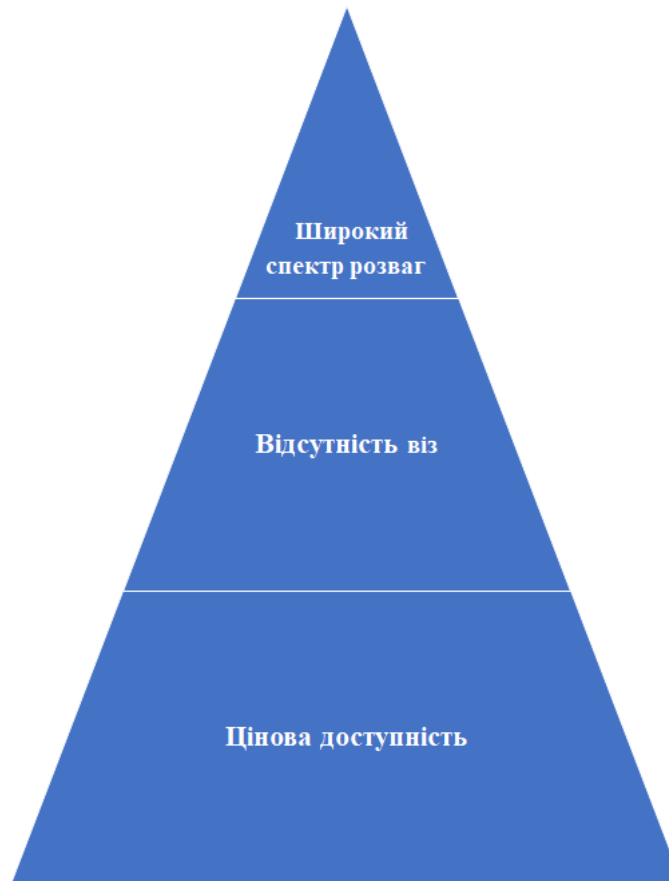 Широкий
спектр розваг
Відсутність віз
Цінова доступність